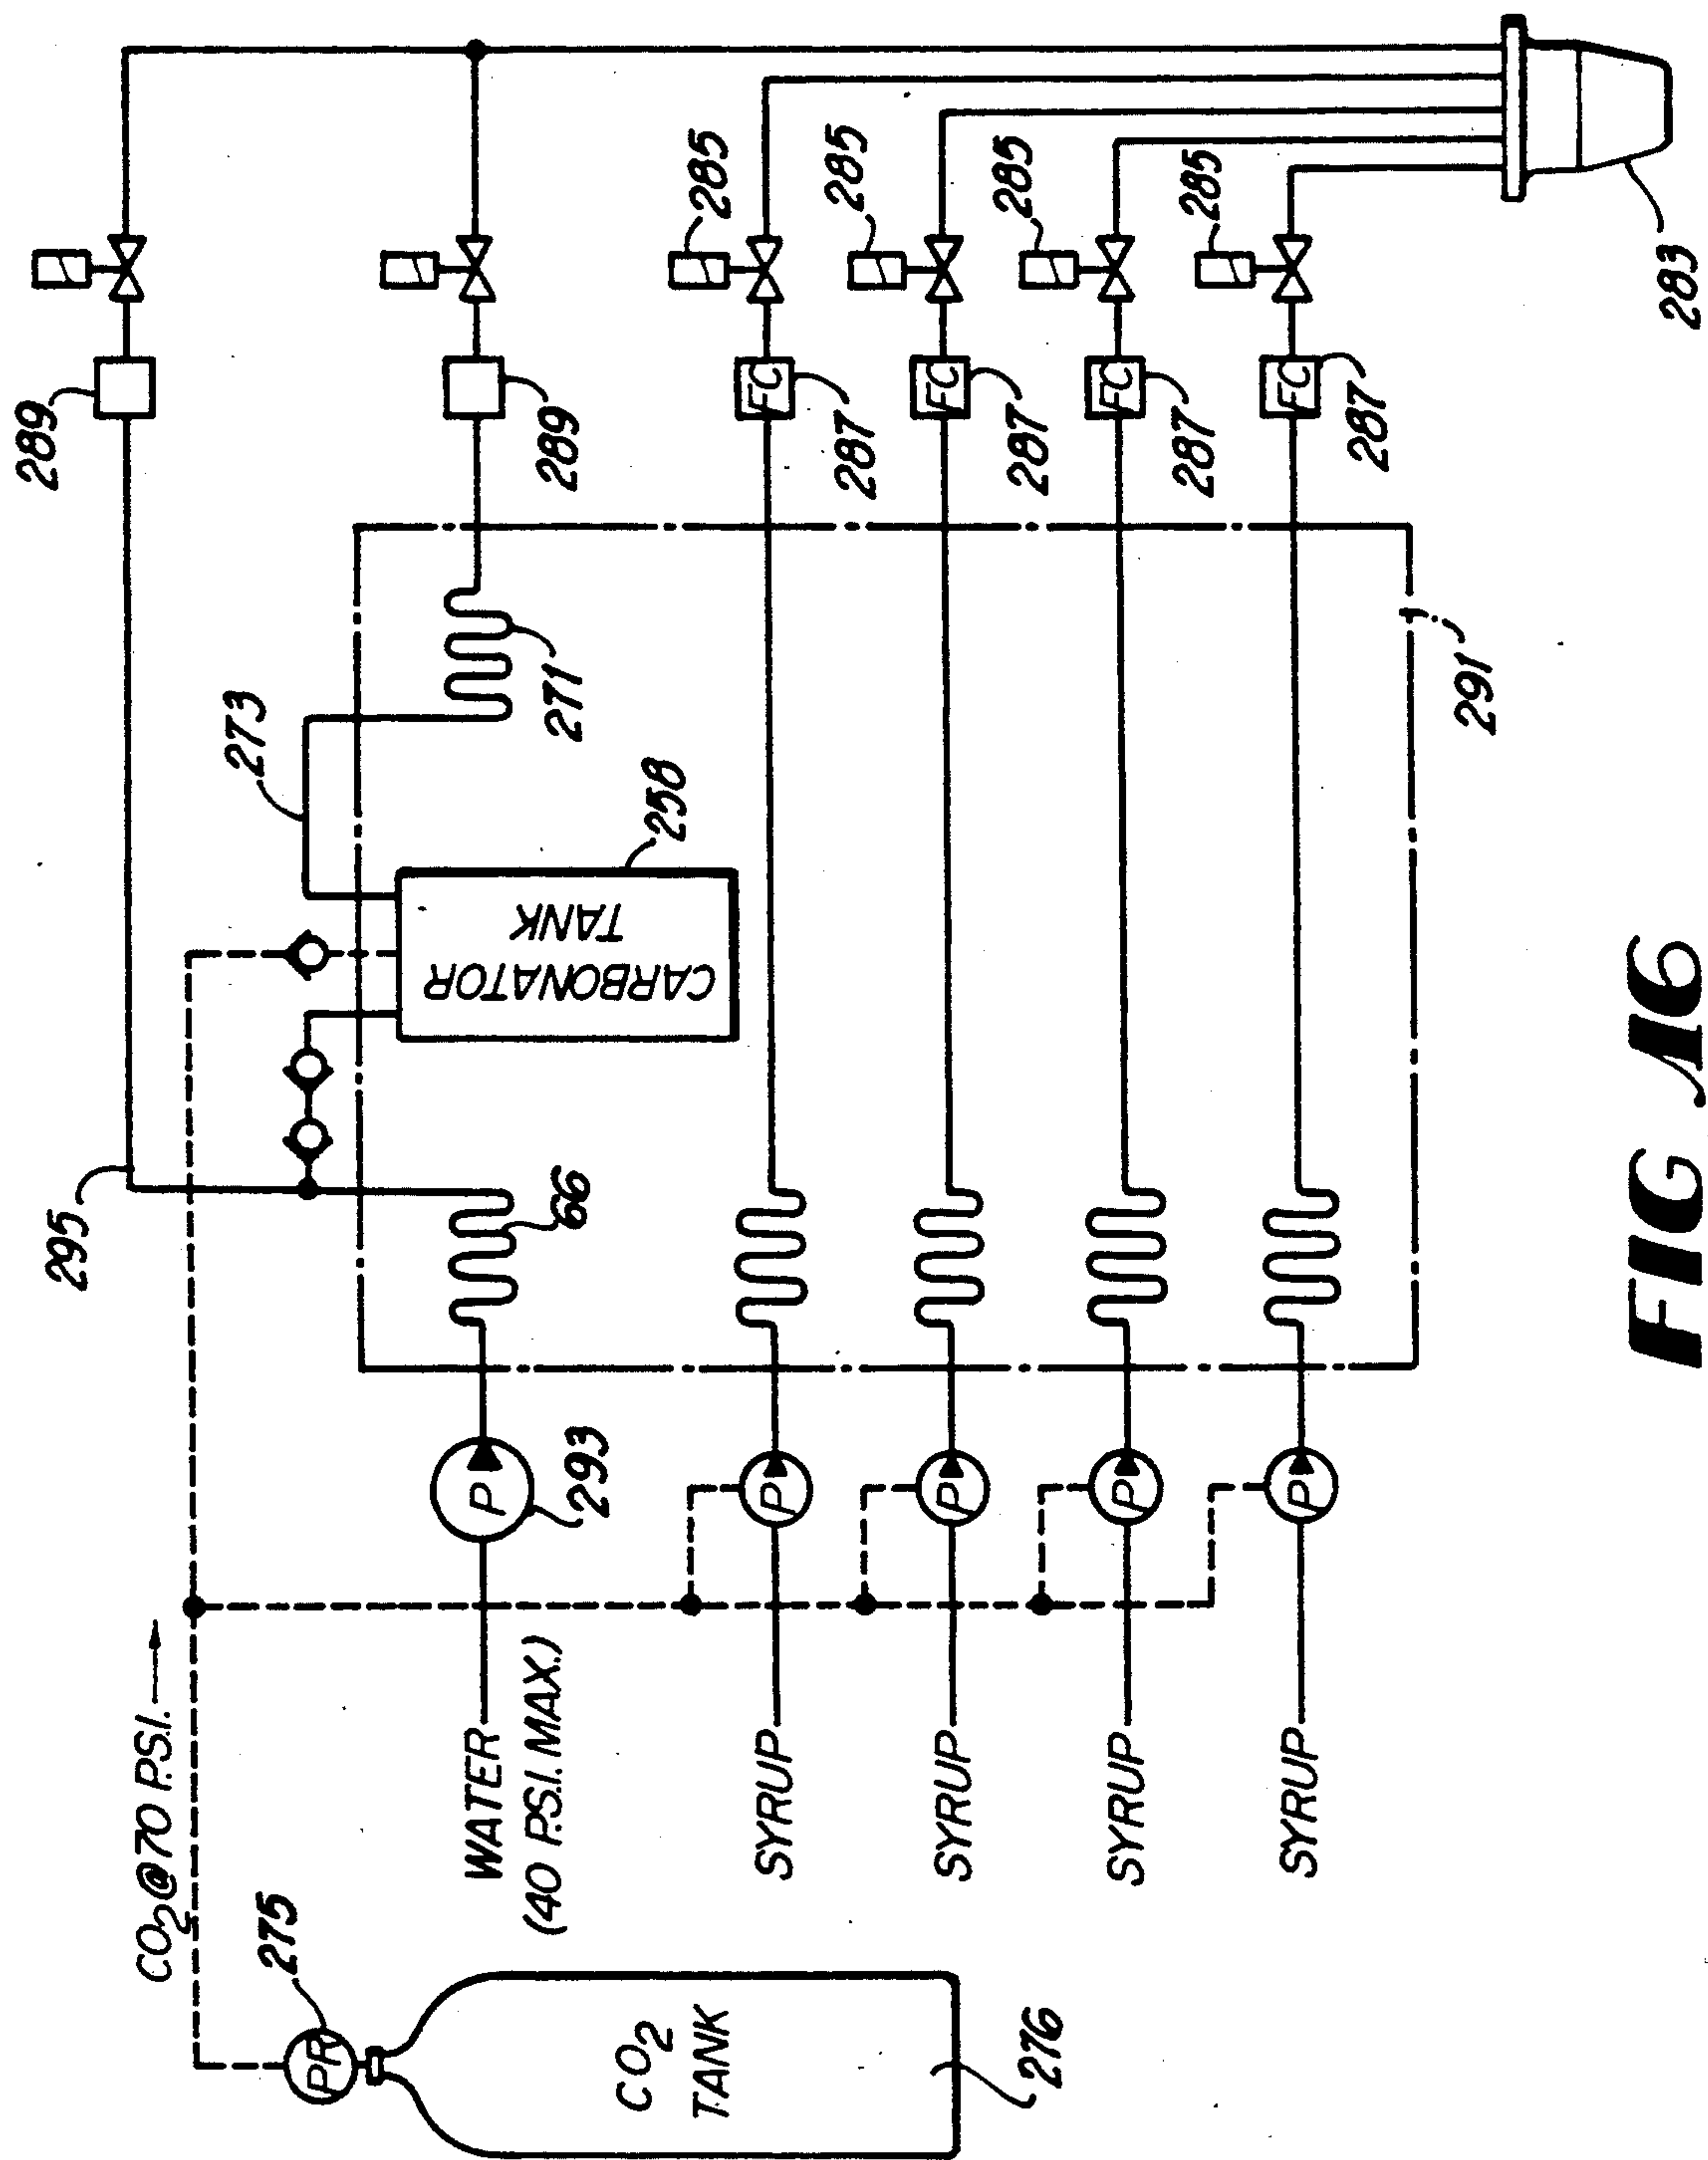 289
295
273
CO2@70 P.S.I.
275
PR
CARBONATOR
TANK
258
289
271
66
P
293
WATER
(40 P.S.I. MAX.)
285
FC
287
P
SYRUP
285
FC
287
P
SYRUP
285
FC
287
P
SYRUP
285
FC
287
P
SYRUP
CO2
TANK
276
291
283
FIG 16